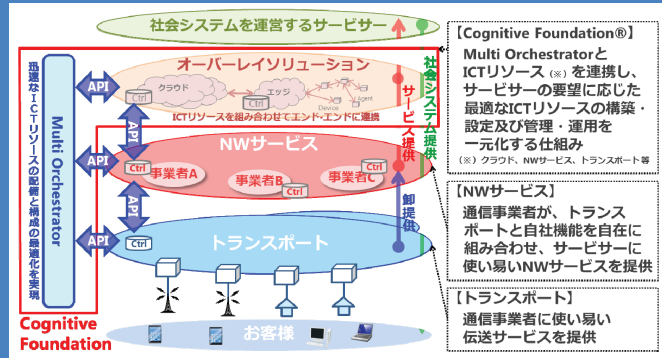 社会システムを運営するサービサー
オーバーレイソリューション
クラウド
エッジ
Ctrl
Ctrl
Agent
Device
ICTリソースを組み合わせてエンド・エンドに連携
API
API
NWサービス
Ctrl
事業者A
事業者B
Ctrl
事業者C
Ctrl
API
API
API
Ctrl
トランスポート
お客様
迅速なICTリソースの配備と構成の最適化を実現
Multi Orchestrator
Cognitive
Foundation
サービス提供
社会システム提供
卸提供
【Cognitive Foundation®】
Multi Orchestratorと
ICTリソース(※)を連携し、
サービサーの要望に応じた
最適なICTリソースの構築・
設定及び管理・運用を
一元化する仕組み
(※)クラウド、NWサービス、トランスポート等
【NWサービス】
通信事業者が、トランス
ポートと自社機能を自在に
組み合わせ、サービサーに
使い易いNWサービスを提供
【トランスポート】
通信事業者に使い易い
伝送サービスを提供